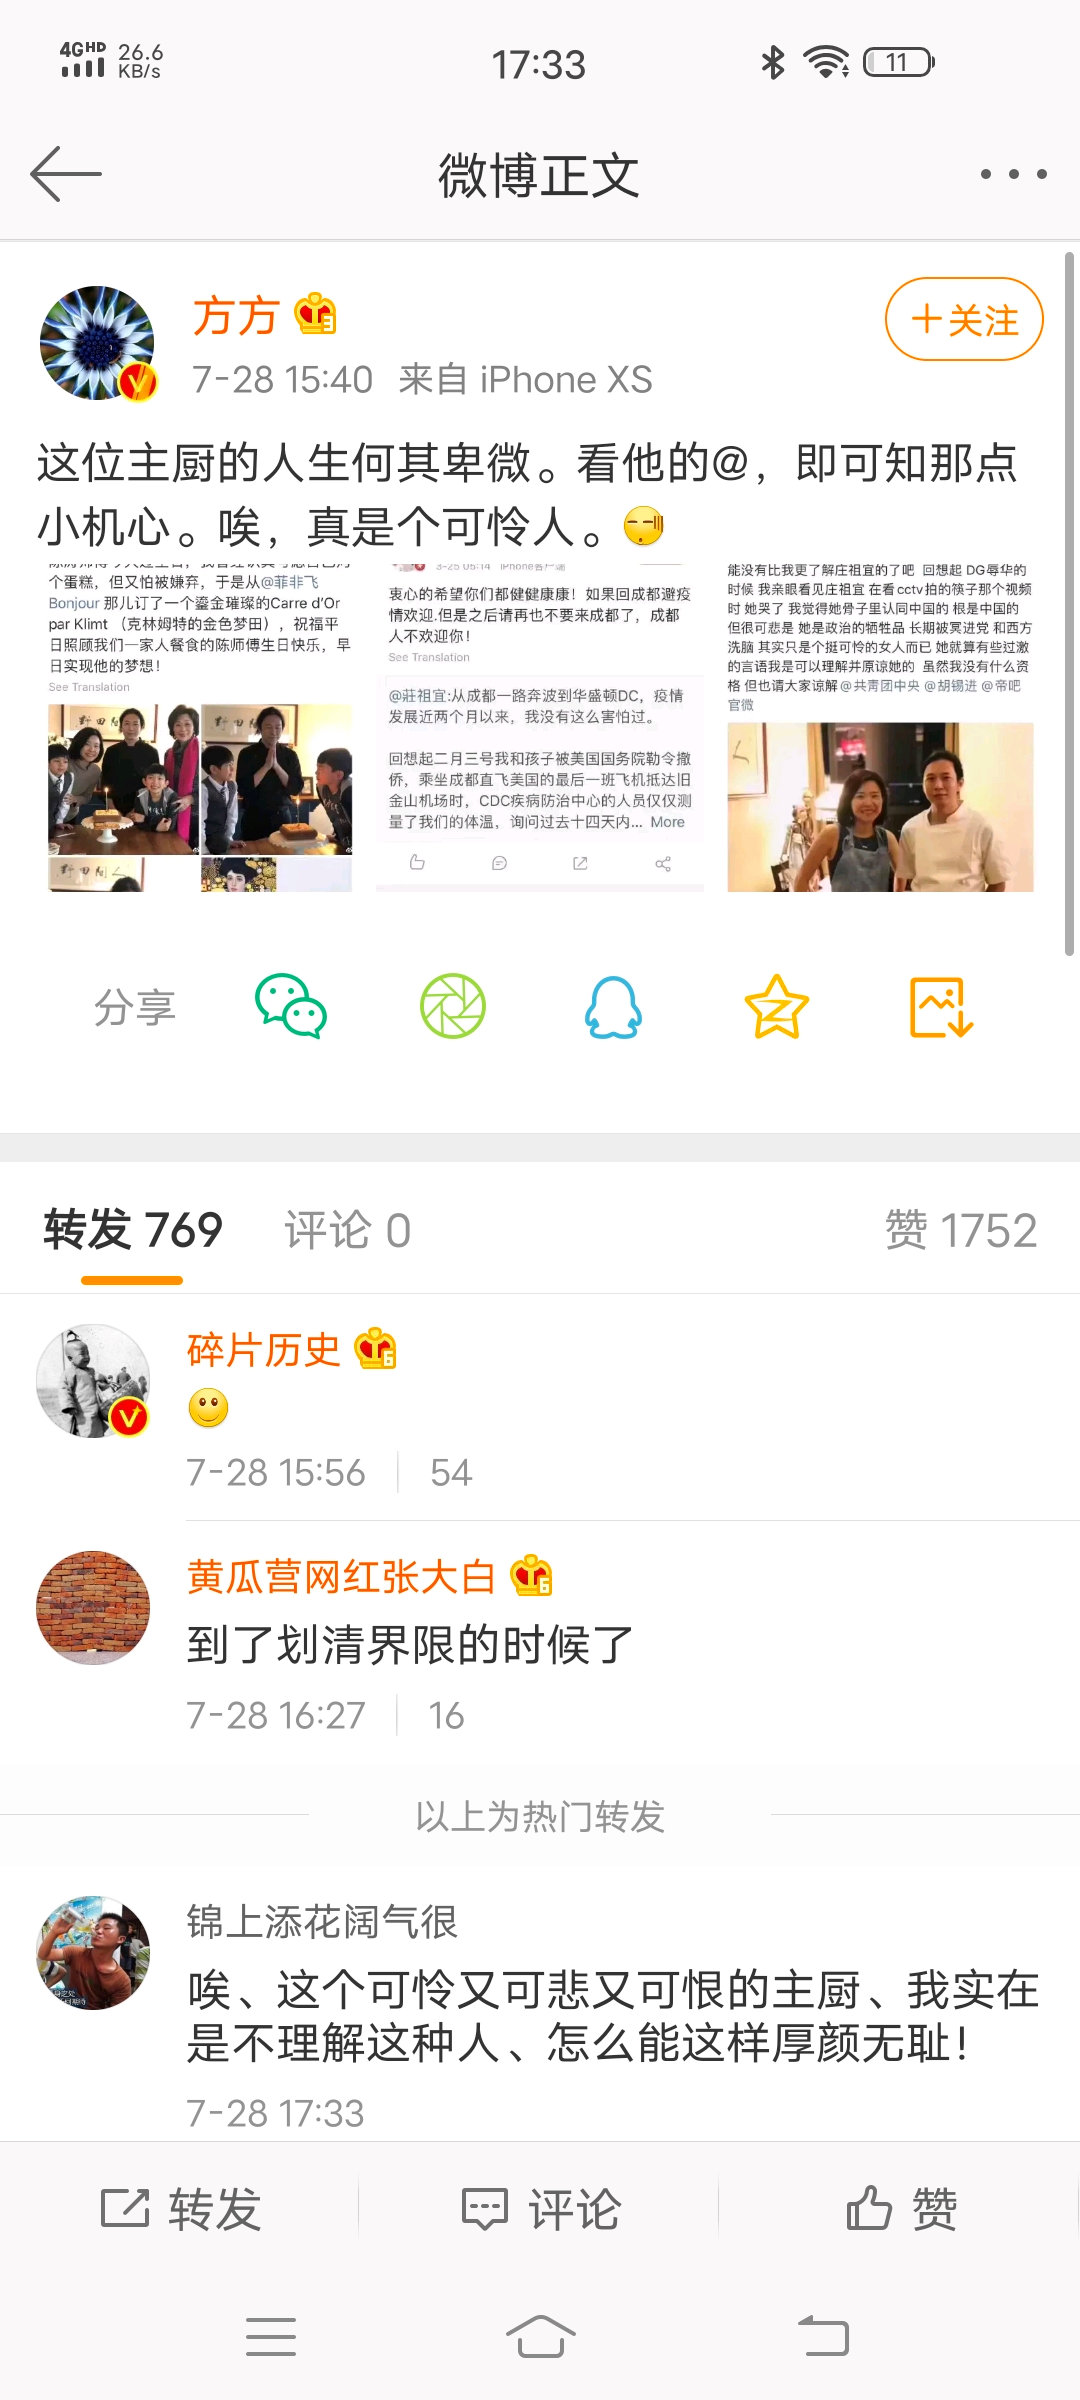 4GHD 26.6 KB/s 17:33 11
微博正文
方方
+关注
7-28 15:40 来自 iPhone XS
这位主厨的人生何其卑微。看他的@，即可知那点
小机心。唉，真是个可怜人。
个蛋糕，但又怕被嫌弃，于是从@菲非飞
Bonjour 那儿订了一个鎏金璀璨的Carre d'Or
par Klimt （克林姆特的金色梦田），祝福平
日照顾我们一家人餐食的陈师傅生日快乐，早
日实现他的梦想！
See Translation
3-25 05:14 iPhone客户端
衷心的希望你们都健健康康！如果回成都避疫
情欢迎.但是之后请再也不要来成都了，成都
人不欢迎你！
See Translation
@莊祖宜:从成都一路奔波到华盛顿DC，疫情
发展近两个月以来，我没有这么害怕过。
回想起二月三号我和孩子被美国国务院勒令撤
侨，乘坐成都直飞美国的最后一班飞机抵达旧
金山机场时，CDC疾病防治中心的人员仅仅测
量了我们的体温，询问过去十四天内... More
能没有比我更了解庄祖宜的了吧 回想起 DG辱华的
时候 我亲眼看见庄祖宜 在看cctv拍的筷子那个视频
时 她哭了 我觉得她骨子里认同中国的 根是中国的
但很可悲是 她是政治的牺牲品 长期被冥进党 和西方
洗脑 其实只是个挺可怜的女人而已 她就算有些过激
的言语我是可以理解并原谅她的 虽然我没有什么资
格 但也请大家谅解@共青团中央 @胡锡进 @帝吧
官微
分享
转发 769 评论 0 赞 1752
碎片历史
7-28 15:56 54
黄瓜营网红张大白
到了划清界限的时候了
7-28 16:27 16
以上为热门转发
锦上添花阔气很
唉、这个可怜又可悲又可恨的主厨、我实在
是不理解这种人、怎么能这样厚颜无耻！
7-28 17:33
转发 评论 赞